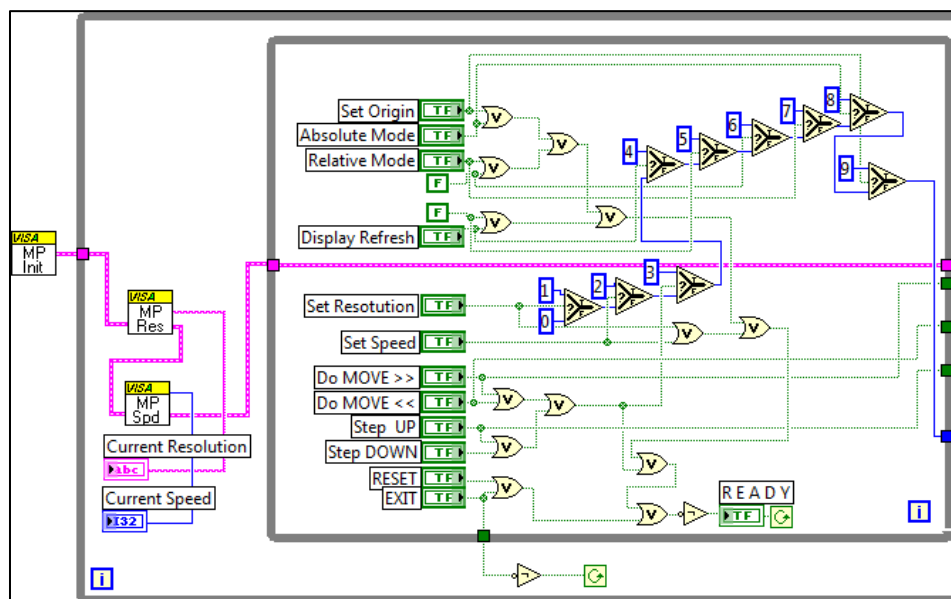 Set Origin TF
Absolute Mode TF
Relative Mode TF
F
F
Display Refresh TF
4
5
6
7
8
9
VISA
MP
Init
VISA
MP
Res
VISA
MP
Spd
Current Resolution
abc
Current Speed
I32
1
0
2
3
Set Resotution TF
Set Speed TF
Do MOVE >> TF
Do MOVE << TF
Step UP TF
Step DOWN TF
RESET TF
EXIT TF
R E A D Y
TF
i
i